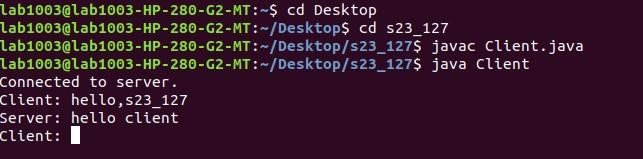 lab1003@lab1003-HP-280-G2-MT:~$ cd Desktop
lab1003@lab1003-HP-280-G2-MT:~/Desktop$ cd s23_127
lab1003@lab1003-HP-280-G2-MT:~/Desktop/s23_127$ javac Client.java
lab1003@lab1003-HP-280-G2-MT:~/Desktop/s23_127$ java Client
Connected to server.
Client: hello,s23_127
Server: hello client
Client: